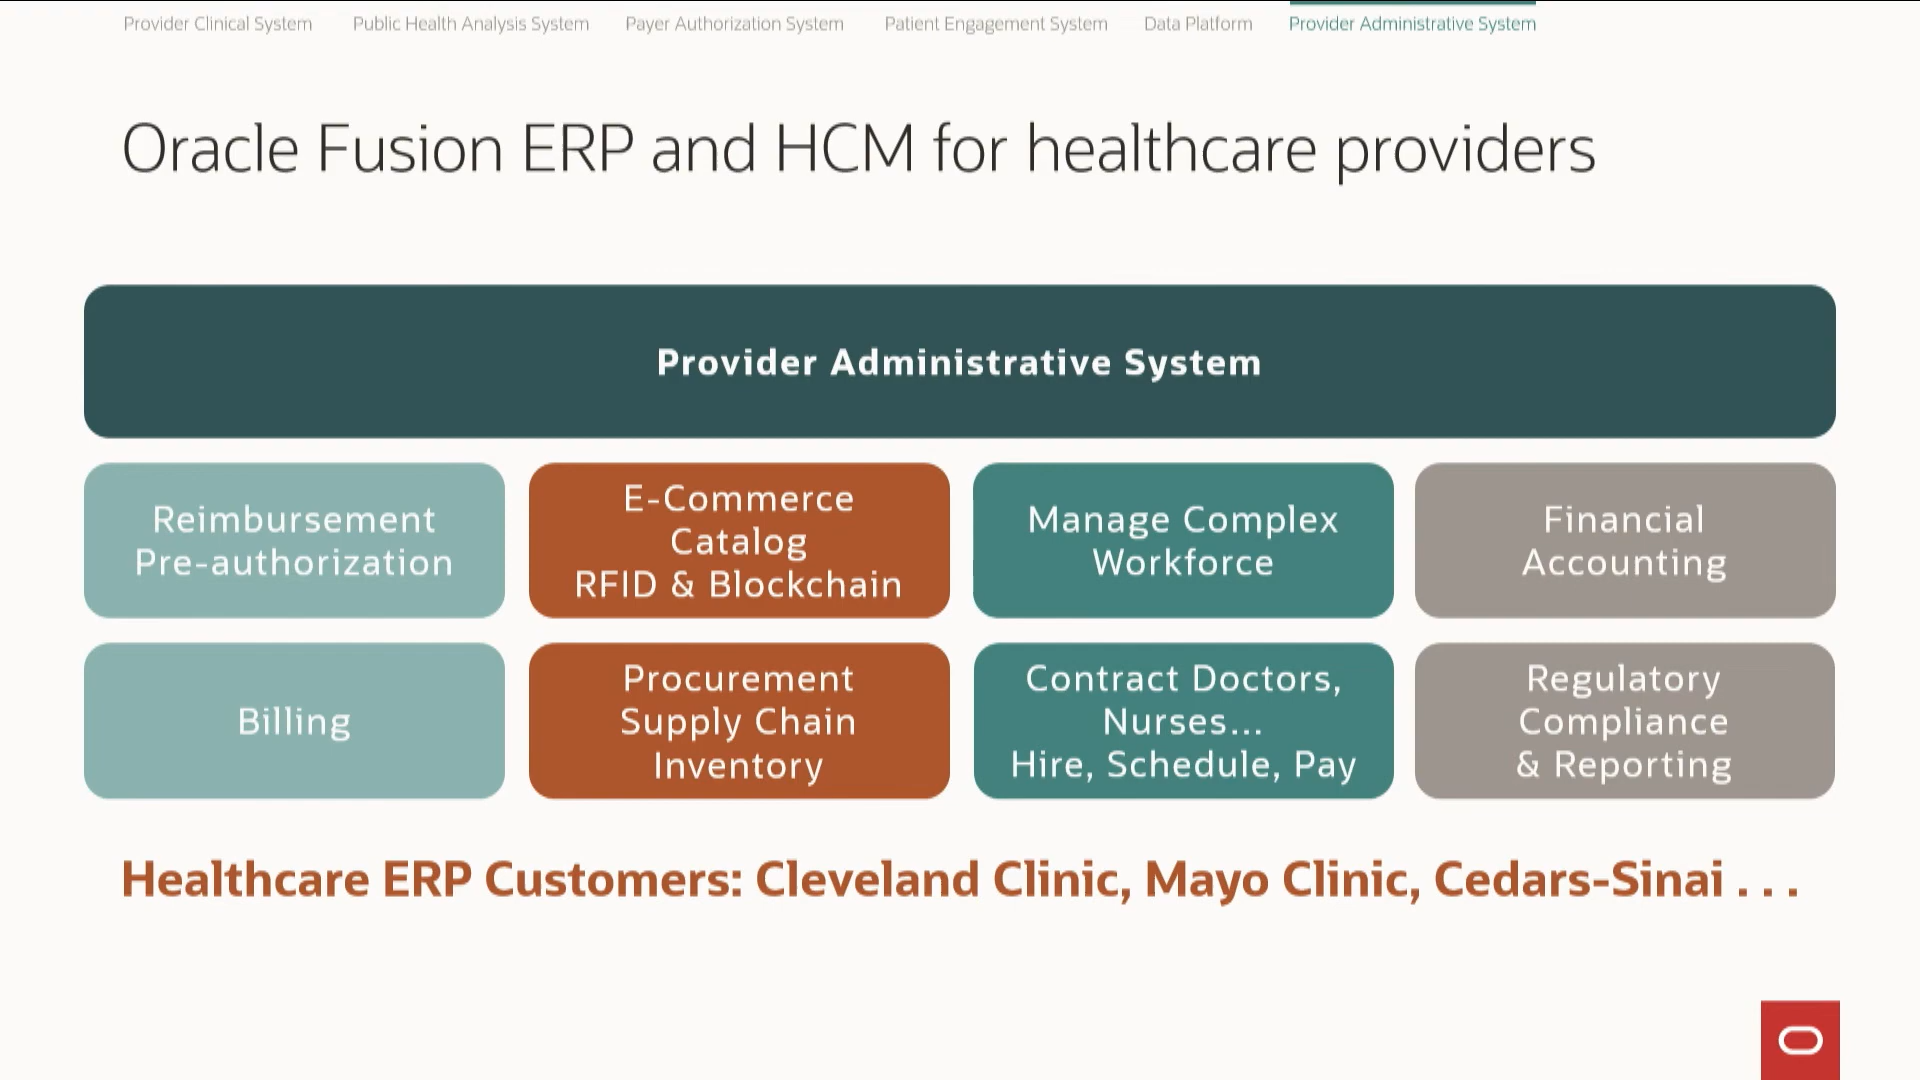 Provider Clinical System
Public Health Analysis System
Payer Authorization System
Patient Engagement System
Data Platform
Provider Administrative System
Oracle Fusion ERP and HCM for healthcare providers
Provider Administrative System
Reimbursement
Pre-authorization
E-Commerce
Catalog
RFID & Blockchain
Manage Complex
Workforce
Financial
Accounting
Billing
Procurement
Supply Chain
Inventory
Contract Doctors,
Nurses...
Hire, Schedule, Pay
Regulatory
Compliance
& Reporting
Healthcare ERP Customers: Cleveland Clinic, Mayo Clinic, Cedars-Sinai . . .